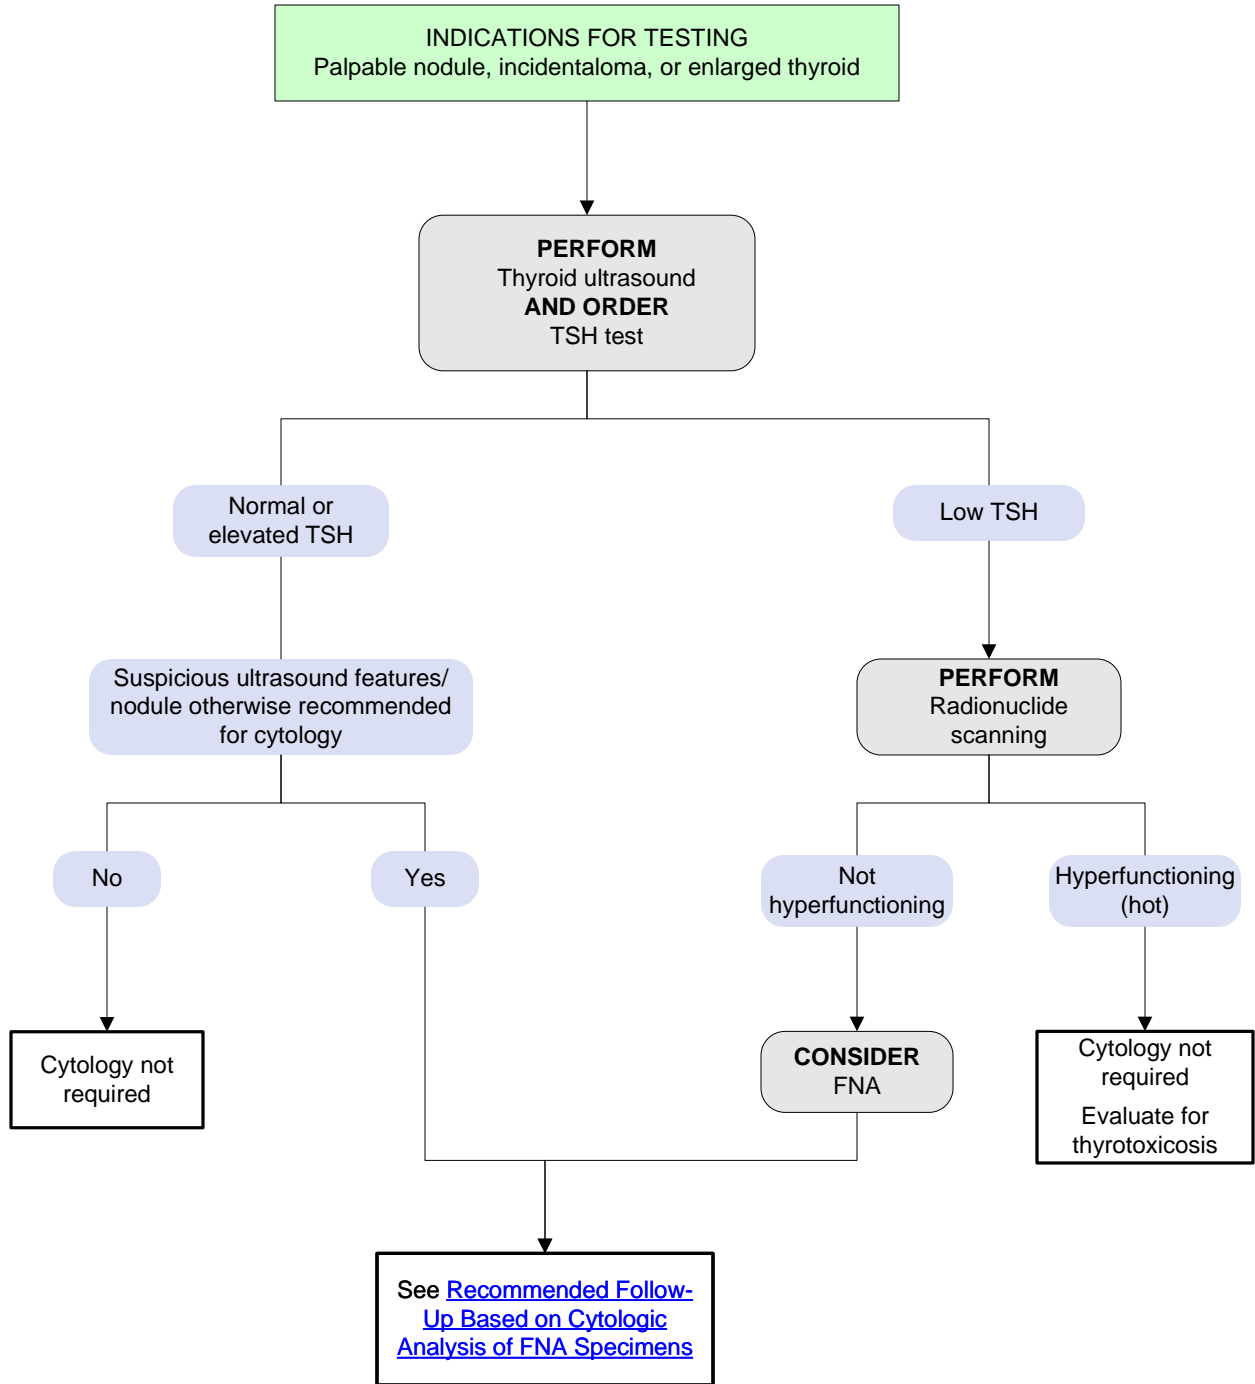 INDICATIONS FOR TESTING
Palpable nodule, incidentaloma, or enlarged thyroid
PERFORM
Thyroid ultrasound
AND ORDER
TSH test
Normal or
elevated TSH
Low TSH
Suspicious ultrasound features/
nodule otherwise recommended
for cytology
PERFORM
Radionuclide
scanning
No
Yes
Not
hyperfunctioning
Hyperfunctioning
(hot)
Cytology not
required
CONSIDER
FNA
Cytology not
required
Evaluate for
thyrotoxicosis
See Recommended Follow-
Up Based on Cytologic
Analysis of FNA Specimens